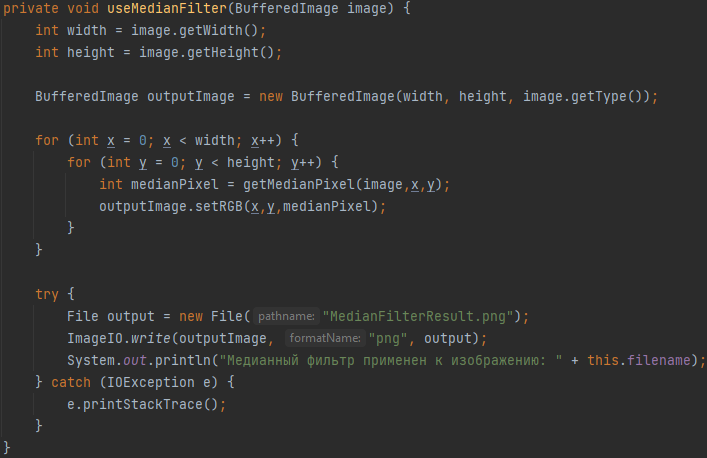 private void useMedianFilter(BufferedImage image) {
    int width = image.getWidth();
    int height = image.getHeight();

    BufferedImage outputImage = new BufferedImage(width, height, image.getType());

    for (int x = 0; x < width; x++) {
        for (int y = 0; y < height; y++) {
            int medianPixel = getMedianPixel(image,x,y);
            outputImage.setRGB(x,y,medianPixel);
        }
    }

    try {
        File output = new File( pathname: "MedianFilterResult.png");
        ImageIO.write(outputImage, formatName: "png", output);
        System.out.println("Медианный фильтр применен к изображению: " + this.filename);
    } catch (IOException e) {
        e.printStackTrace();
    }
}